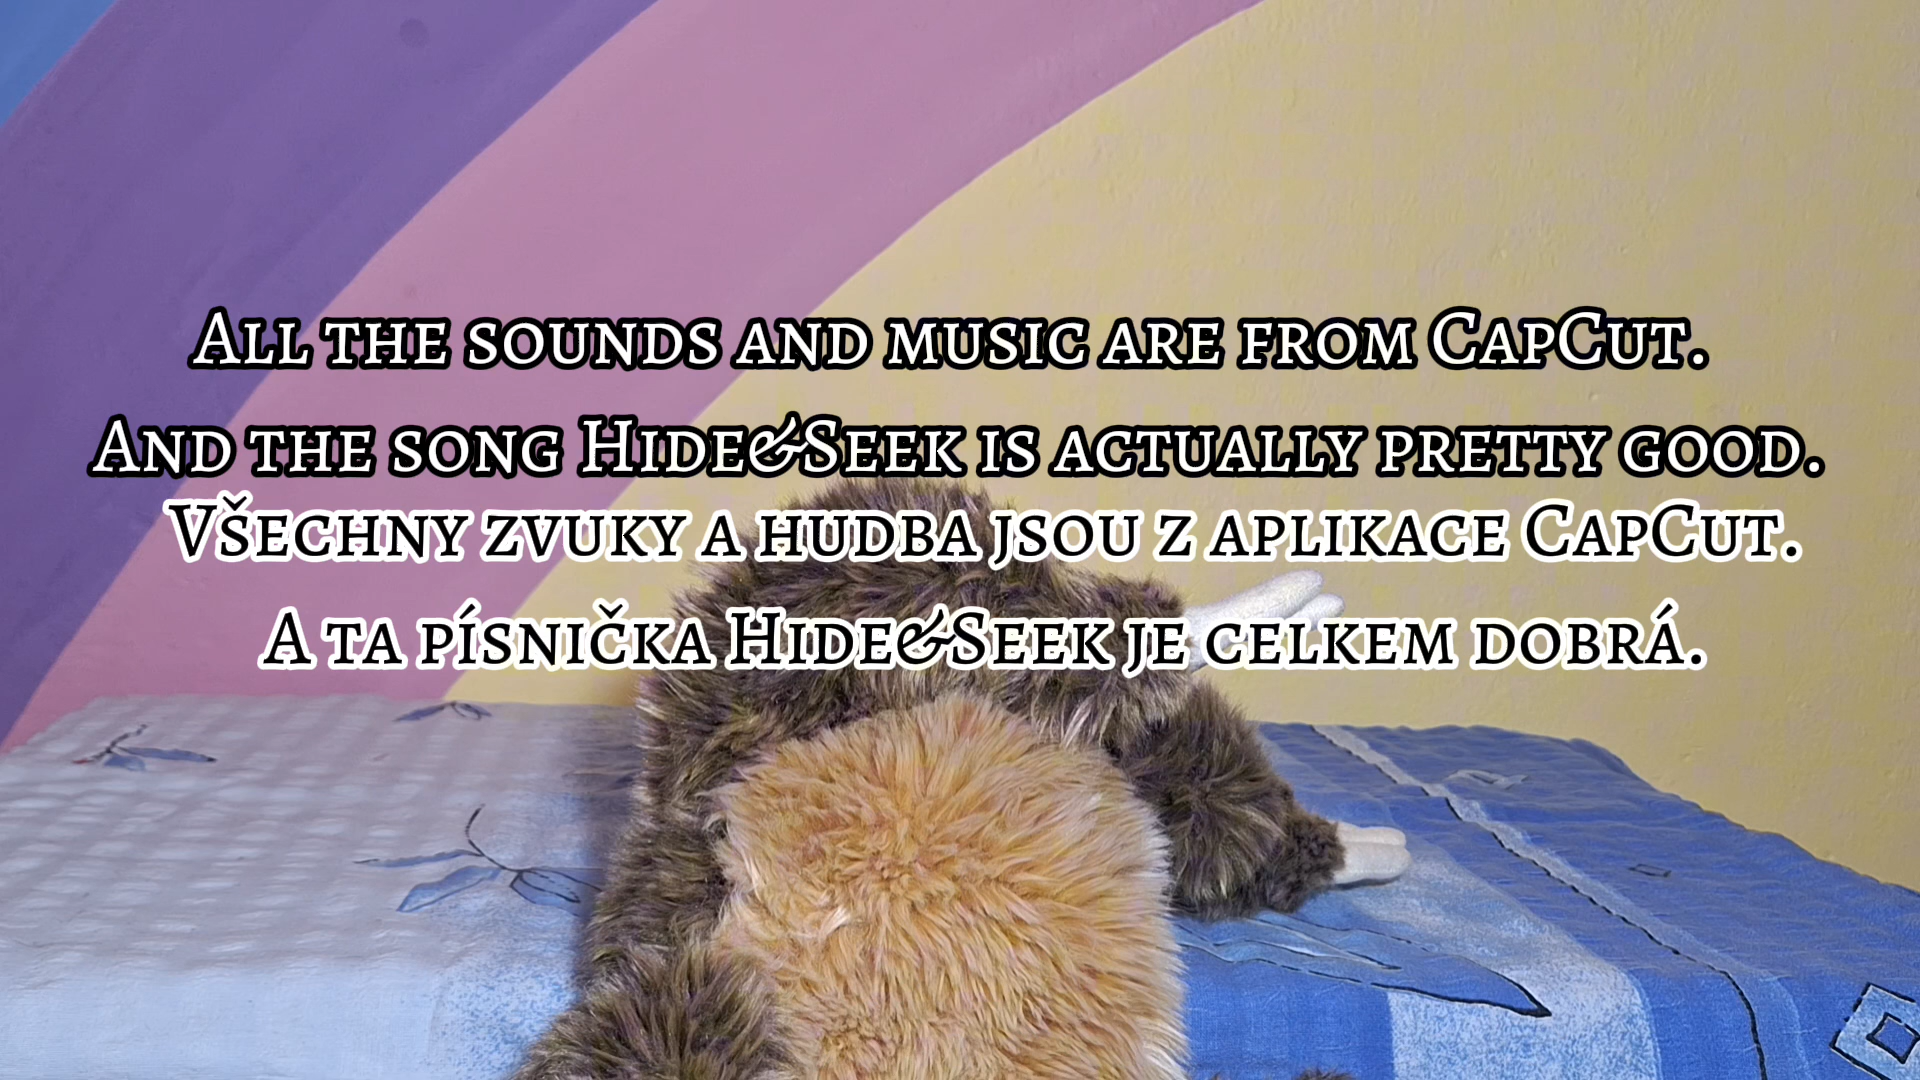 All the sounds and music are from CapCut.
And the song Hide&Seek is actually pretty good.
Všechny zvuky a hudba jsou z aplikace CapCut.
A ta písnička Hide&Seek je celkem dobrá.